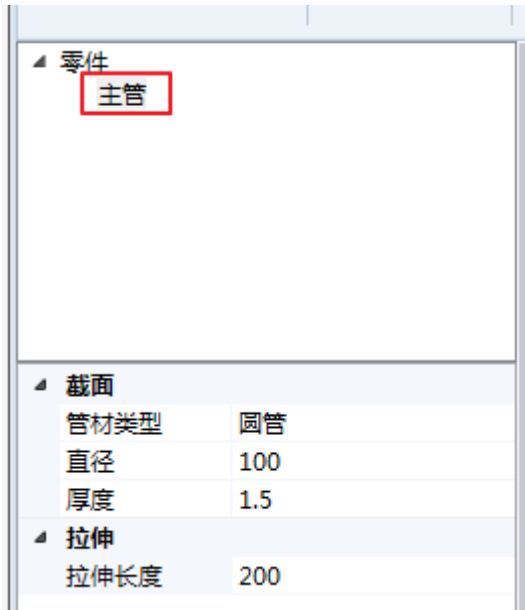 零件
主管
截面
管材类型 圆管
直径 100
厚度 1.5
拉伸
拉伸长度 200